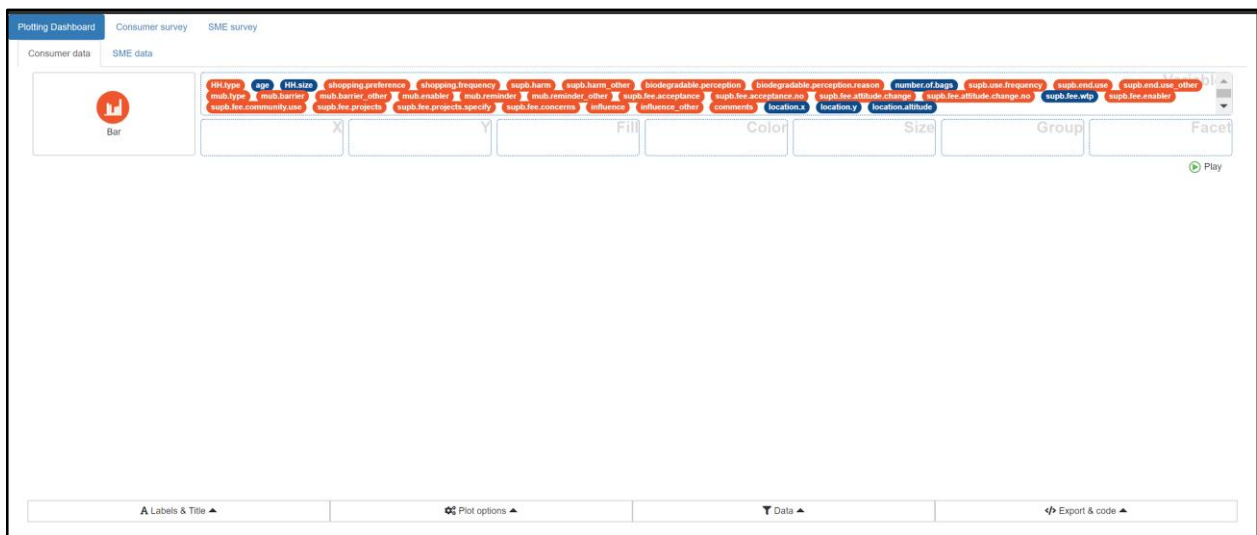 Plotting Dashboard Consumer survey SME survey
Consumer data SME data
Bar
HH.type age HH.size shopping.preference shopping.frequency supb.harm supb.harm_other biodegradable.perception biodegradable.perception.reason number.of.bags supb.use.frequency supb.end.use supb.end.use_other
mub.type mub.barrier mub.barrier_other mub.enabler mub.reminder mub.reminder_other supb.fee.acceptance supb.fee.acceptance.no supb.fee.attitude.change supb.fee.attitude.change.no supb.fee.wtp supb.fee.enabler
supb.fee.community.use supb.fee.projects supb.fee.projects.specify supb.fee.concerns influence influence_other comments location.x location.y location.altitude
X Y Fill Color Size Group Facet
Play
A Labels & Title Plot options Data </> Export & code